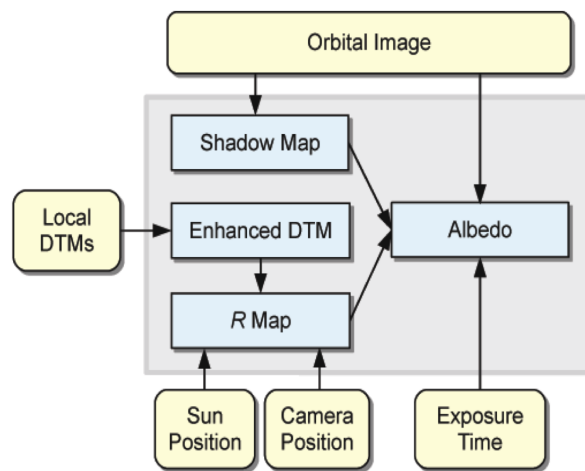 Orbital Image
Shadow Map
Local
DTMs
Enhanced DTM
Albedo
R Map
Sun
Position
Camera
Position
Exposure
Time